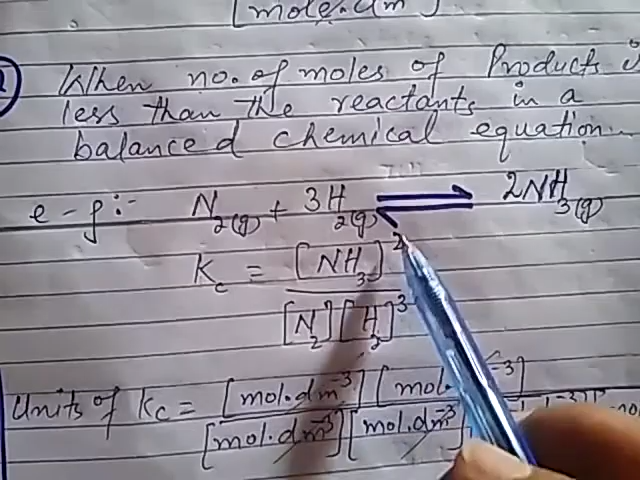 [mole.dm]
When no. of moles of Products is
less than the reactants in a
balanced chemical equation.
e-g:- N2(g) + 3H2(g) ⇌ 2NH3(g)
Kc = [NH3]^2 / [N2][H2]^3
Units of Kc = [mol.dm^-3][mol. ^-3]
[mol.dm^-3][mol.dm^-3]